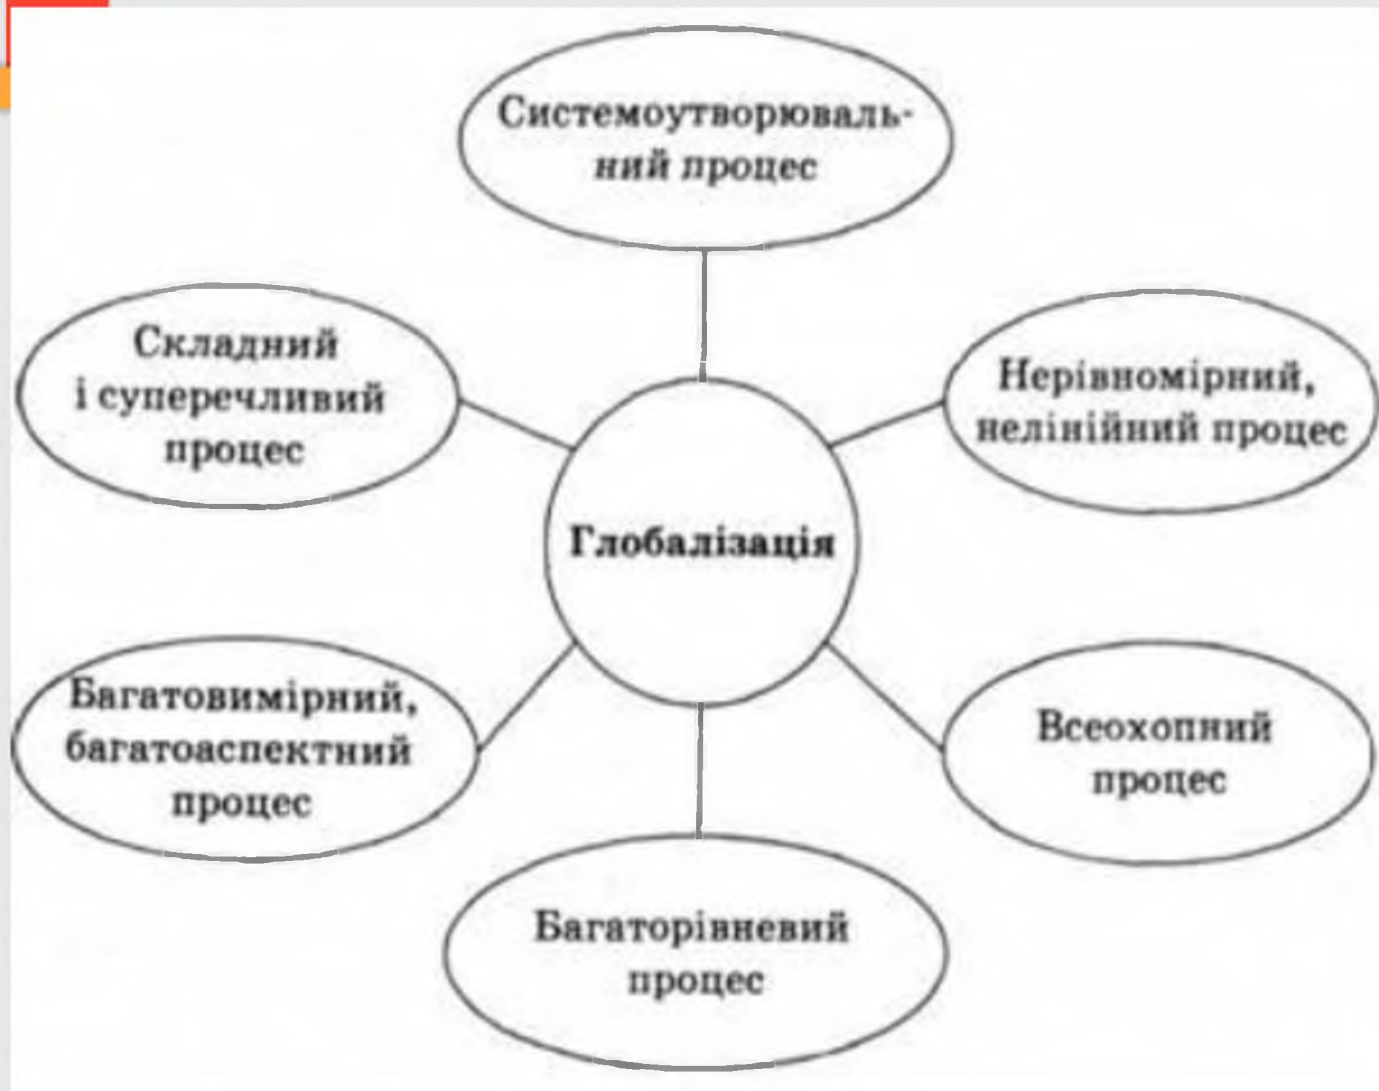 Системоутворюваль-
ний процес
Складний
і суперечливий
процес
Нерівномірний,
нелінійний процес
Глобалізація
Багатовимірний,
багатоаспектний
процес
Всеохопний
процес
Багаторівневий
процес